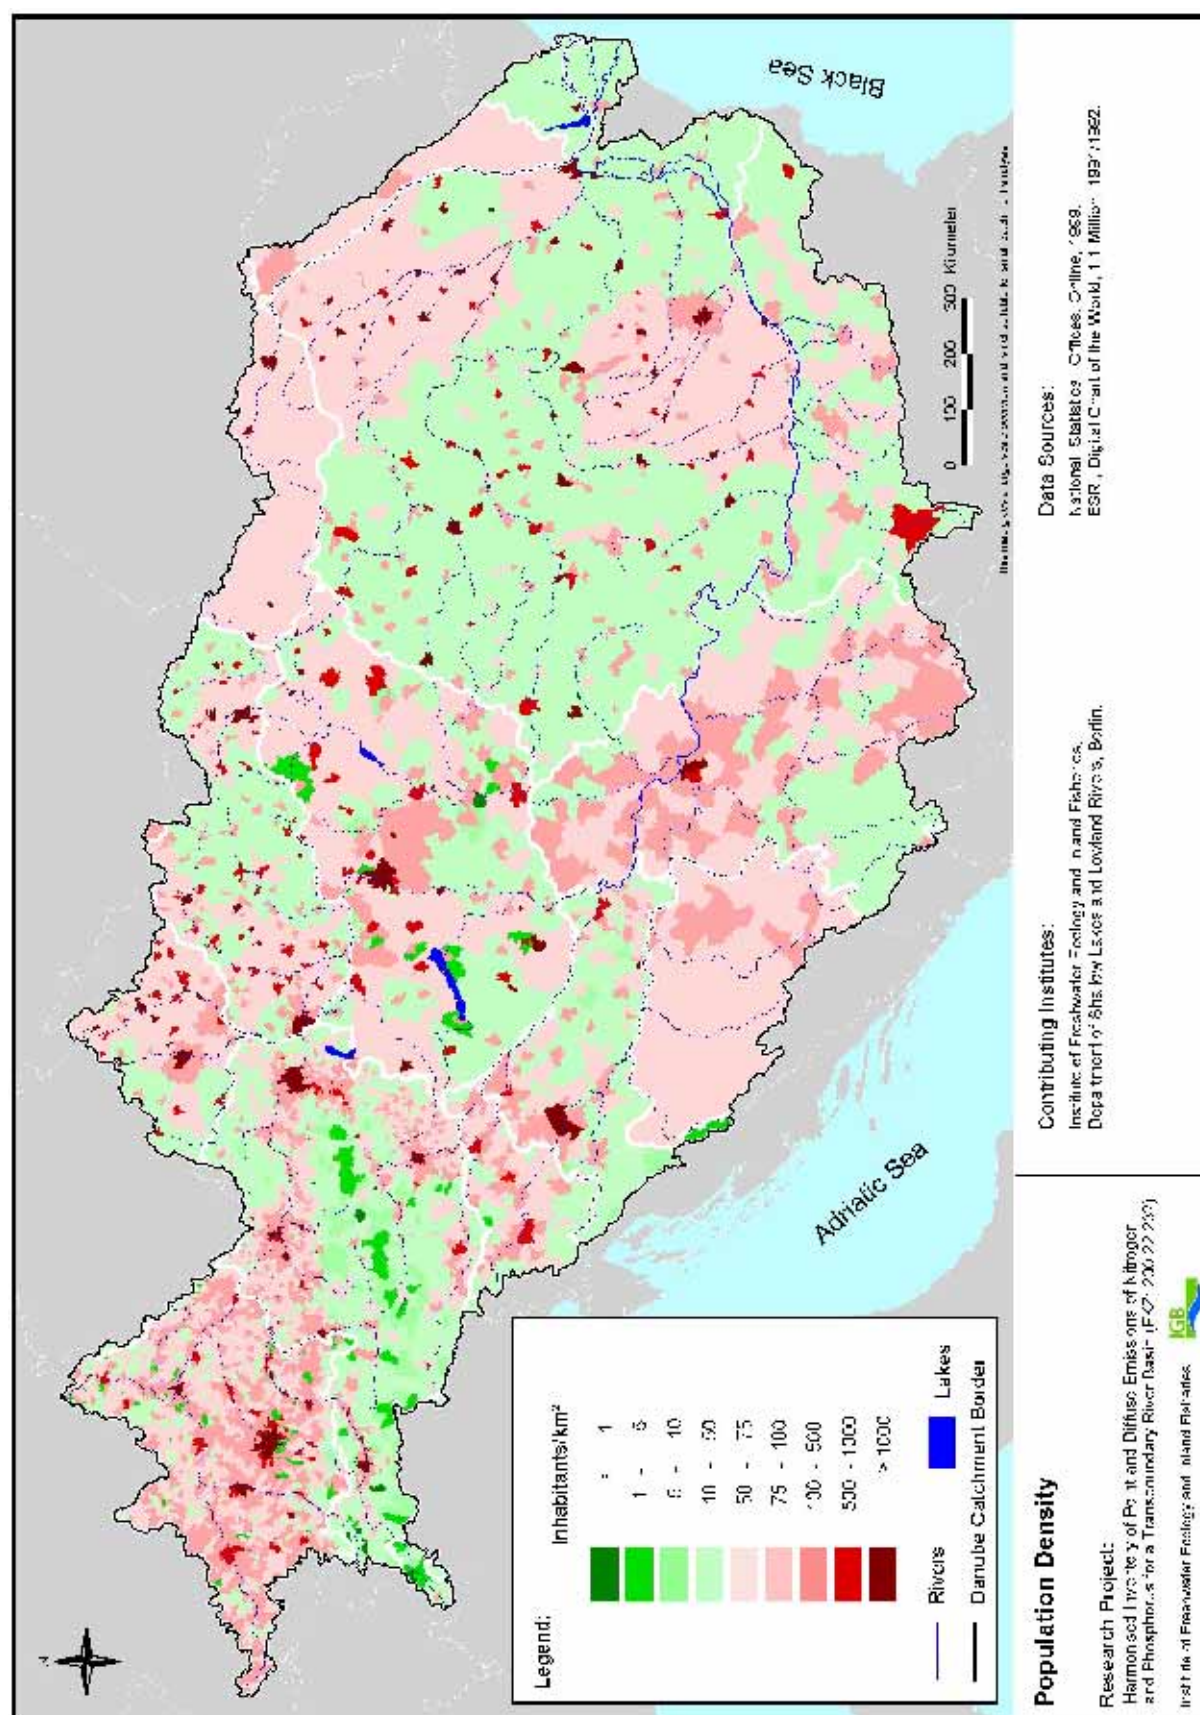 Black Sea
Adriatic Sea
0 100 200 300 Kilometer
Legend:
Inhabitants/km²
1
1 - 5
5 - 10
10 - 50
50 - 75
75 - 100
100 - 500
500 - 1000
>1000
Rivers
Lakes
Danube Catchment Border
Population Density
Research Project:
Harmonised Inventory of Point and Diffuse Emissions of Nitrogen
and Phosphorus for a Transboundary River Basin
Institute of Freshwater Ecology and Inland Fisheries
IGB
Contributing Institutes:
Institute of Freshwater Ecology and Inland Fisheries,
Department of Shallow Lakes and Lowland Rivers, Berlin.
Data Sources:
National Statistics Offices, Online, 1999.
ESRI, Digital Chart of the World, 1:1 Million 1991/1992.